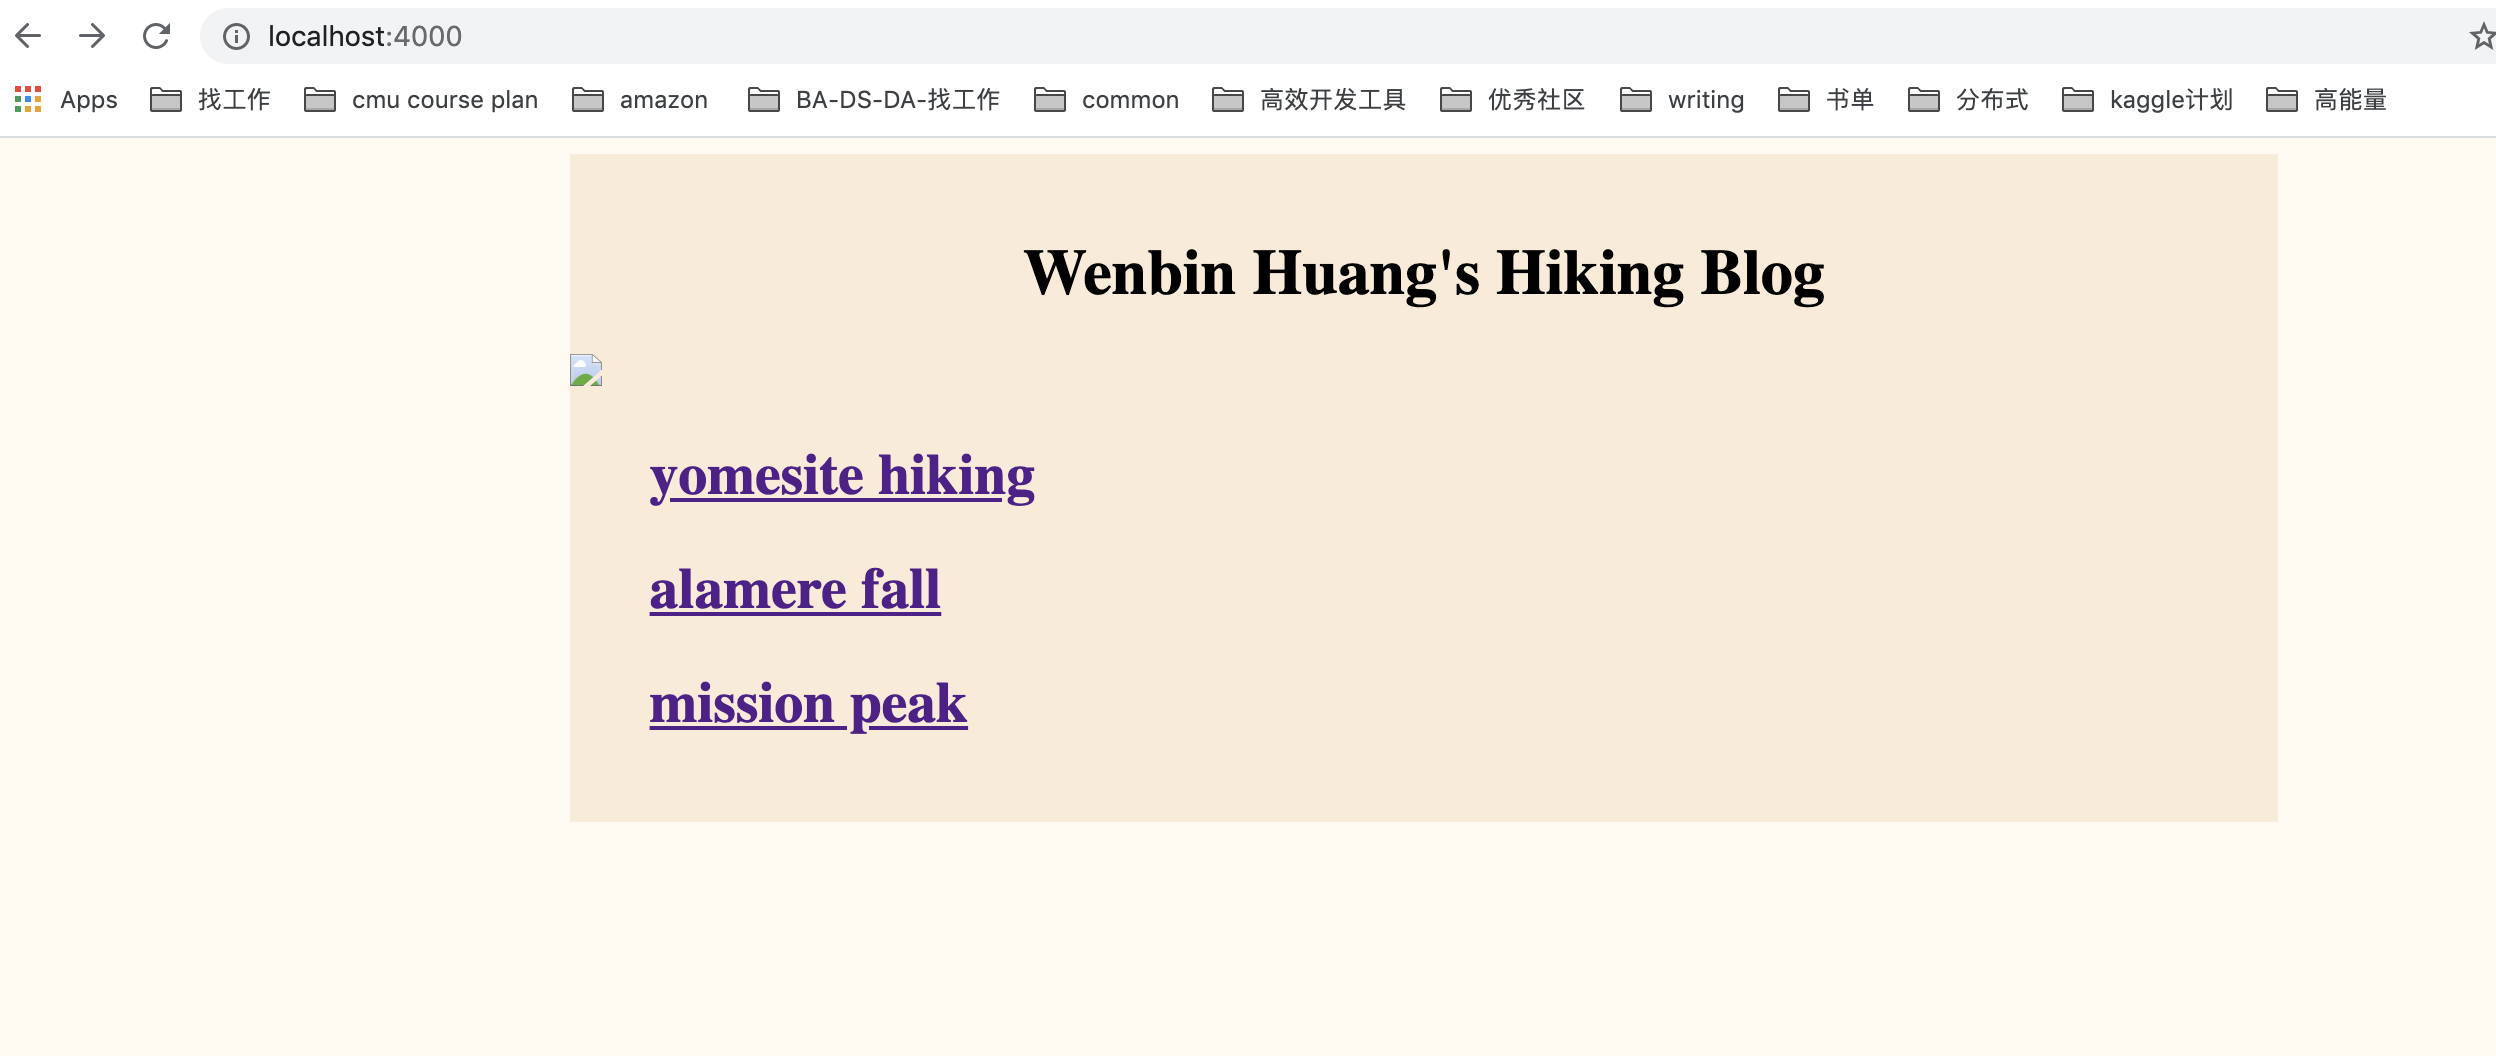 localhost:4000
Apps 找工作 cmu course plan amazon BA-DS-DA-找工作 common 高效开发工具 优秀社区 writing 书单 分布式 kaggle计划 高能量
Wenbin Huang's Hiking Blog
yomesite hiking
alamere fall
mission peak